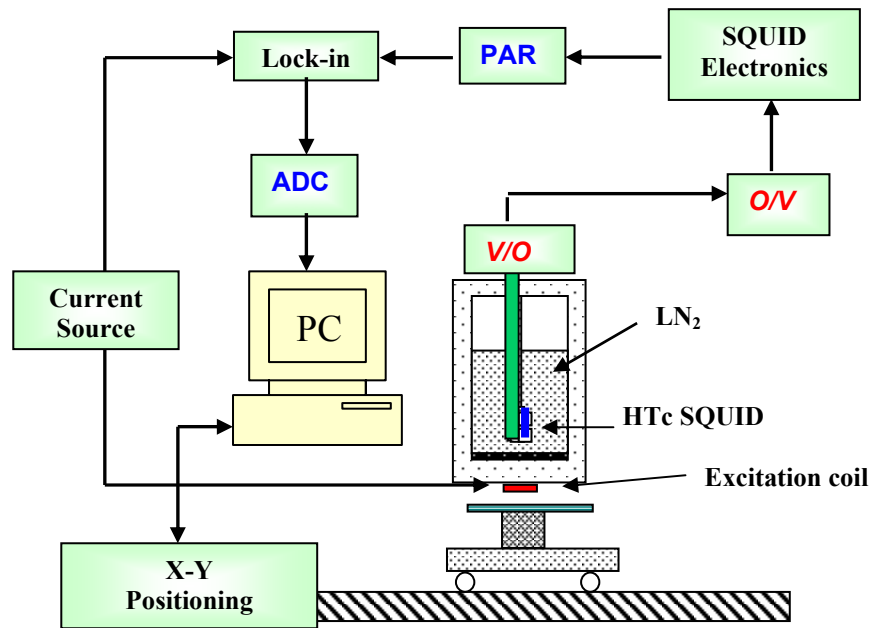 SQUID
Electronics
PAR
Lock-in
ADC
O/V
V/O
Current
Source
PC
LN₂
HTc SQUID
Excitation coil
X-Y
Positioning